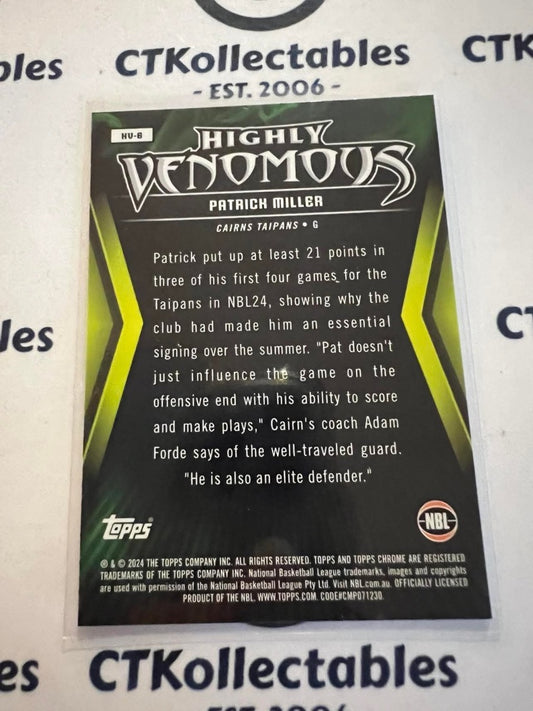 oles CTKollectables CTK
- EST. 2006 -
HV-8
HIGHLY
VENOMOUS
PATRICK MILLER
CAIRNS TAIPANS • G
Patrick put up at least 21 points in
three of his first four games for the
Taipans in NBL24, showing why the
club had made him an essential
signing over the summer. "Pat doesn't
just influence the game on the
offensive end with his ability to score
and make plays," Cairn's coach Adam
Forde says of the well-traveled guard.
"He is also an elite defender."
les
CT
Topps
NBL
® & © 2024 THE TOPPS COMPANY INC. ALL RIGHTS RESERVED. TOPPS AND TOPPS CHROME ARE REGISTERED
TRADEMARKS OF THE TOPPS COMPANY INC. National Basketball League trademarks, images and copyrights
are used with permission of the National Basketball League Pty Ltd. Visit NBL.com.au. OFFICIALLY LICENSED
PRODUCT OF THE NBL. WWW.TOPPS.COM. CODE#CMP071230.
es CTKollectables CT